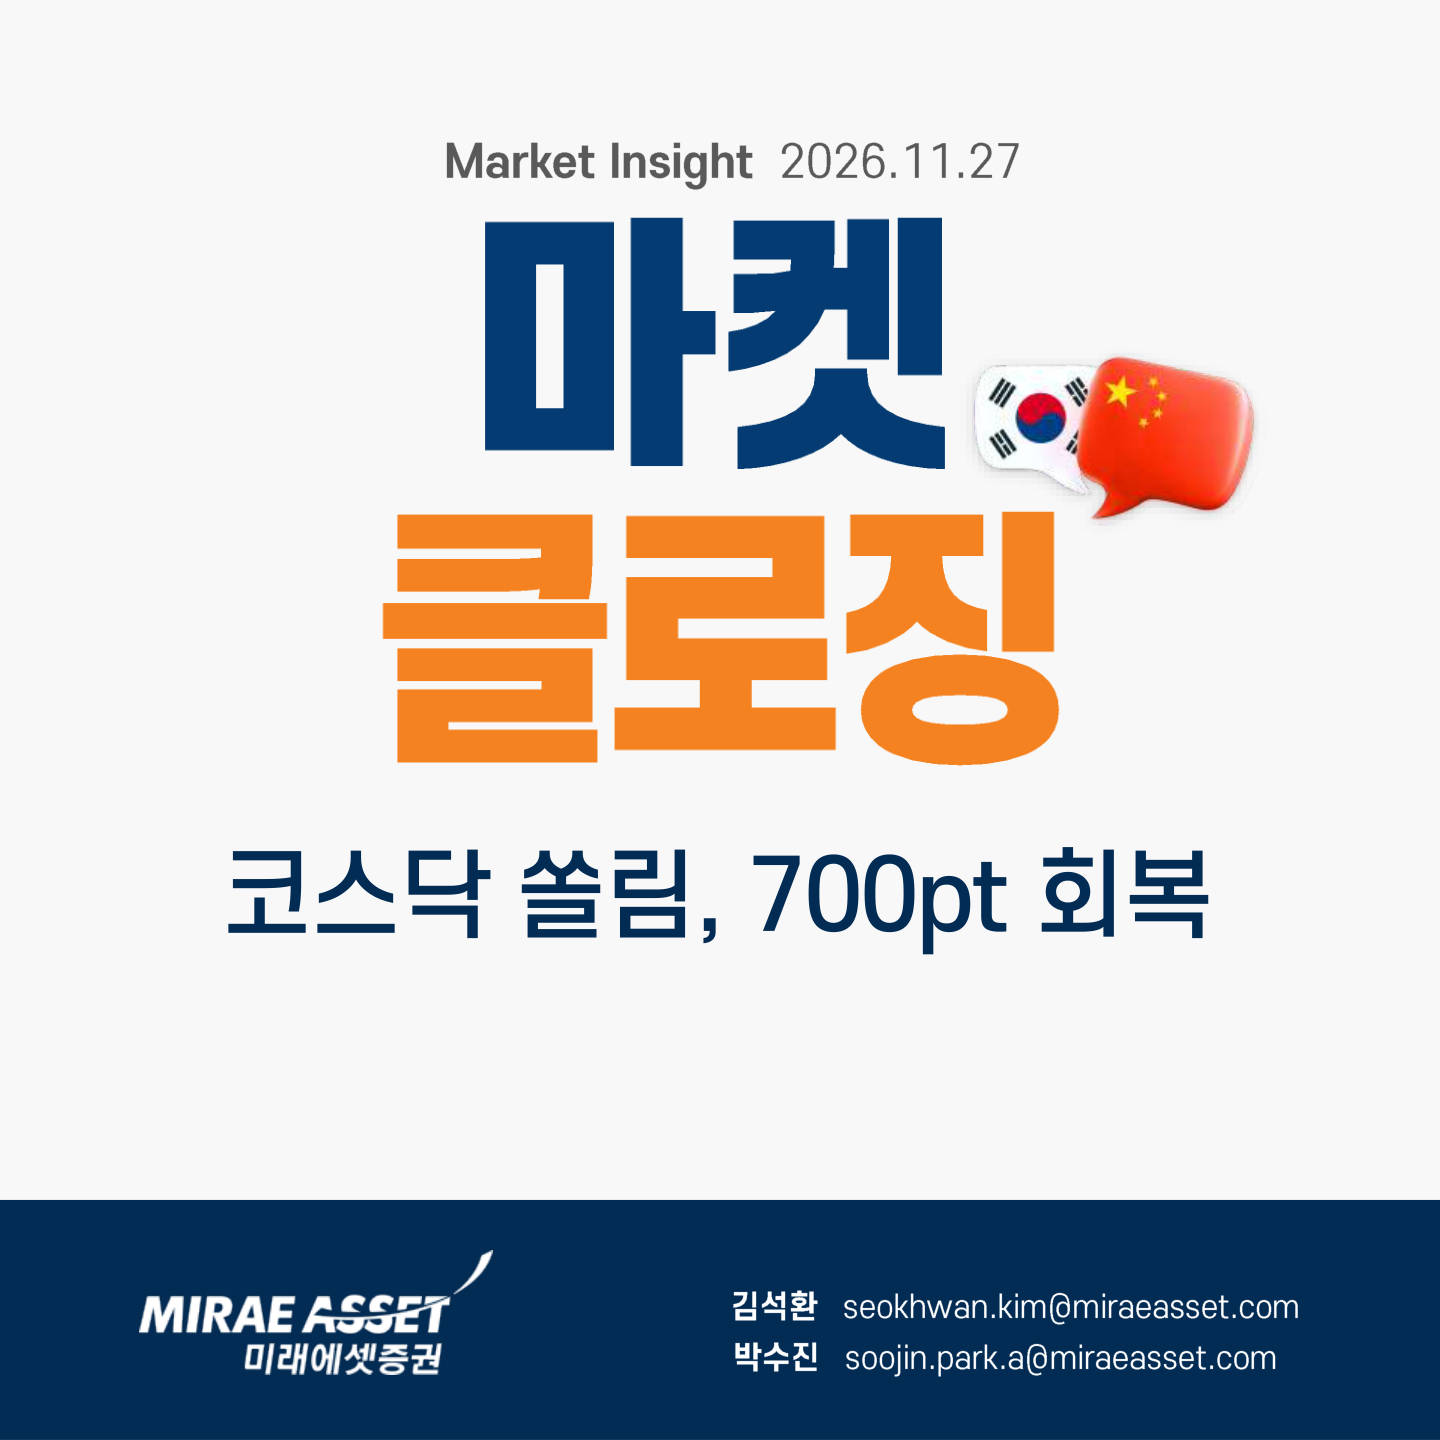 Market Insight 2026.11.27
마켓
클로징
코스닥 쏠림, 700pt 회복
MIRAE ASSET
미래에셋증권
김석환 seokhwan.kim@miraeasset.com
박수진 soojin.park.a@miraeasset.com